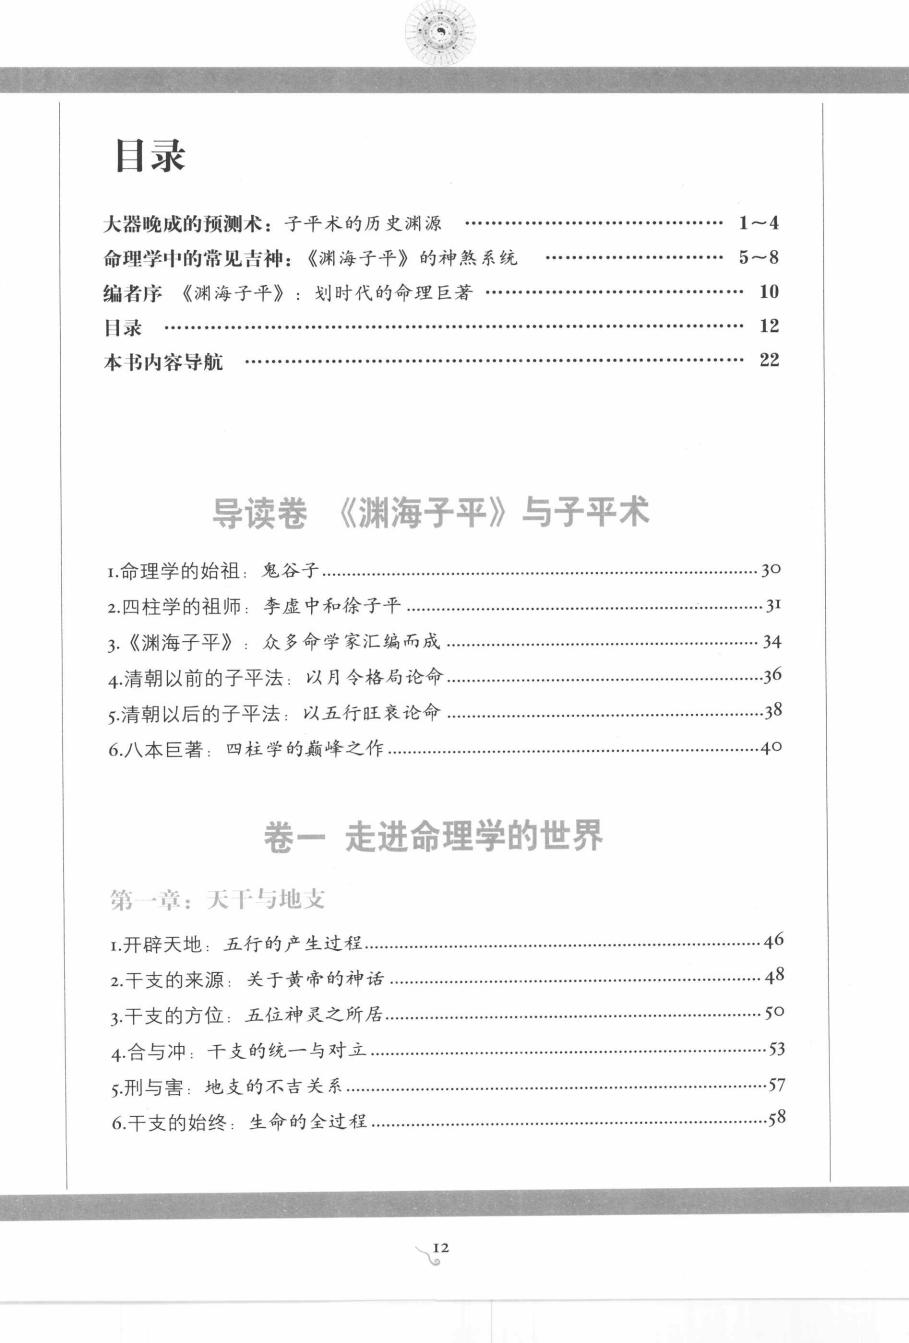 目录
大器晚成的预测术：子平术的历史渊源 …………………………………… 1～4
命理学中的常见吉神：《渊海子平》的神煞系统 ……………………… 5～8
编者序 《渊海子平》：划时代的命理巨著 ………………………………… 10
目录 …………………………………………………………………………… 12
本书内容导航 ………………………………………………………………… 22
导读卷 《渊海子平》与子平术
1.命理学的始祖：鬼谷子……………………………………………………30
2.四柱学的祖师：李虚中和徐子平…………………………………………31
3.《渊海子平》：众多命学家汇编而成……………………………………34
4.清朝以前的子平法：以月令格局论命……………………………………36
5.清朝以后的子平法：以五行旺衰论命……………………………………38
6.八本巨著：四柱学的巅峰之作……………………………………………40
卷一 走进命理学的世界
第一章：天干与地支
1.开辟天地：五行的产生过程………………………………………………46
2.干支的来源：关于黄帝的神话……………………………………………48
3.干支的方位：五位神灵之所居……………………………………………50
4.合与冲：干支的统一与对立………………………………………………53
5.刑与害：地支的不吉关系…………………………………………………57
6.干支的始终：生命的全过程………………………………………………58
12